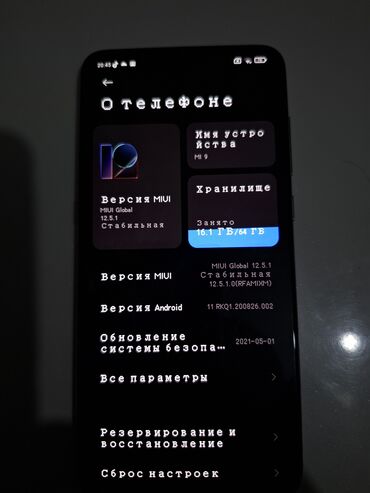 20:45
О телефоне
12
Версия MIUI
MIUI Global
12.5.1
Стабильная
Имя устро
йства
MI 9
Хранилище
Занято
16.1 ГБ/64 ГБ
Версия MIUI
MIUI Global 12.5.1
Стабильная
12.5.1.0(RFAMIXM)
Версия Android
11 RKQ1.200826.002
Обновление
системы безопа...
2021-05-01
Все параметры
Резервирование и
восстановление
Сброс настроек